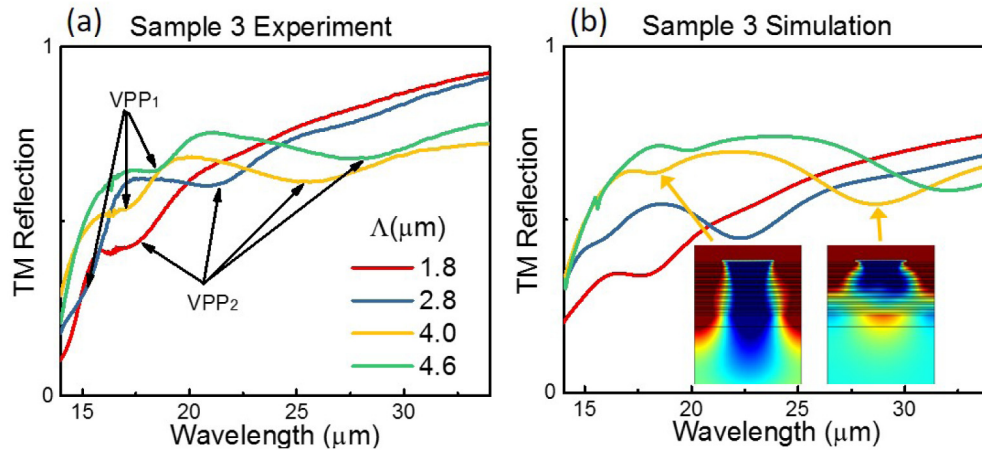 (a) Sample 3 Experiment
1
VPP1
VPP2
Λ(μm)
1.8
2.8
4.0
4.6
TM Reflection
0
15 20 25 30
Wavelength (μm)
(b) Sample 3 Simulation
1
TM Reflection
0
15 20 25 30
Wavelength (μm)